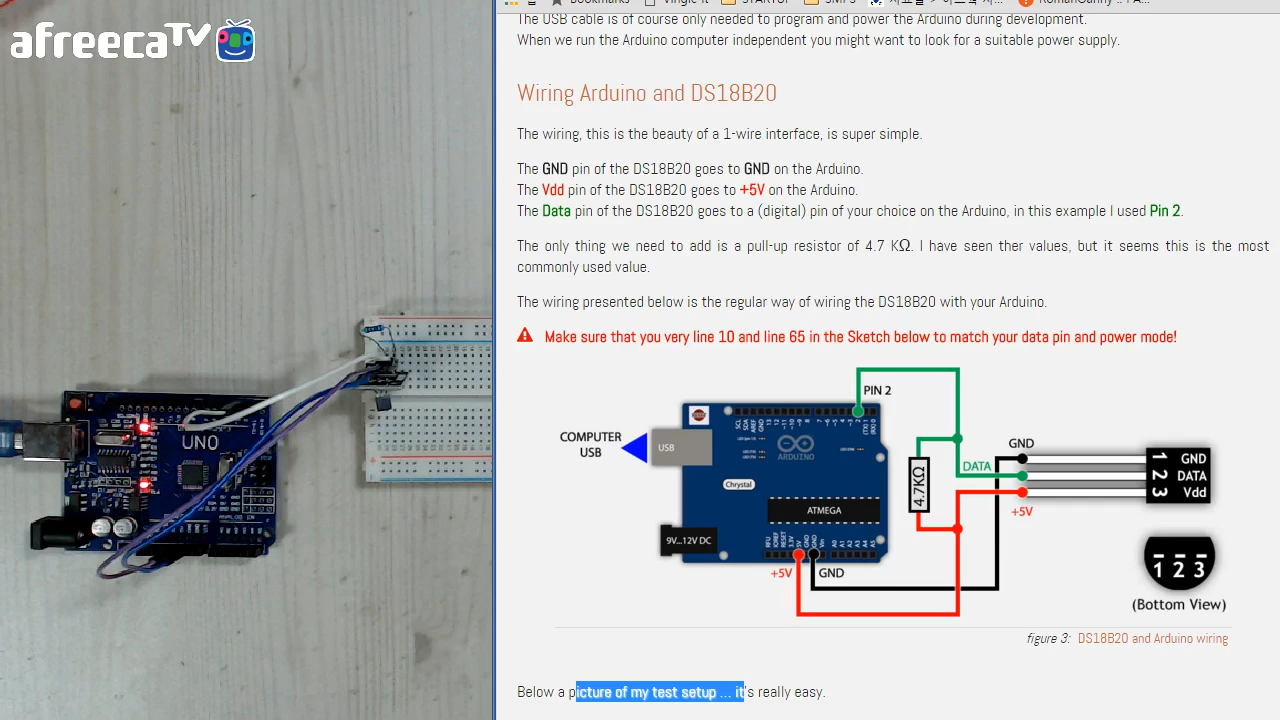 afreecaTV
UNO
Bookmarks
The USB cable is of course only needed to program and power the Arduino during development.
When we run the Arduino computer independent you might want to look for a suitable power supply.
Wiring Arduino and DS18B20
The wiring, this is the beauty of a 1-wire interface, is super simple.
The GND pin of the DS18B20 goes to GND on the Arduino.
The Vdd pin of the DS18B20 goes to +5V on the Arduino.
The Data pin of the DS18B20 goes to a (digital) pin of your choice on the Arduino, in this example I used Pin 2.
The only thing we need to add is a pull-up resistor of 4.7 KΩ. I have seen ther values, but it seems this is the most
commonly used value.
The wiring presented below is the regular way of wiring the DS18B20 with your Arduino.
Make sure that you very line 10 and line 65 in the Sketch below to match your data pin and power mode!
PIN 2
COMPUTER
USB
USB
ARDUINO
Chrystal
ATMEGA
9V...12V DC
+5V
GND
4.7KΩ
DATA
GND
+5V
1 GND
2 DATA
3 Vdd
1 2 3
(Bottom View)
figure 3: DS18B20 and Arduino wiring
Below a picture of my test setup ... it's really easy.